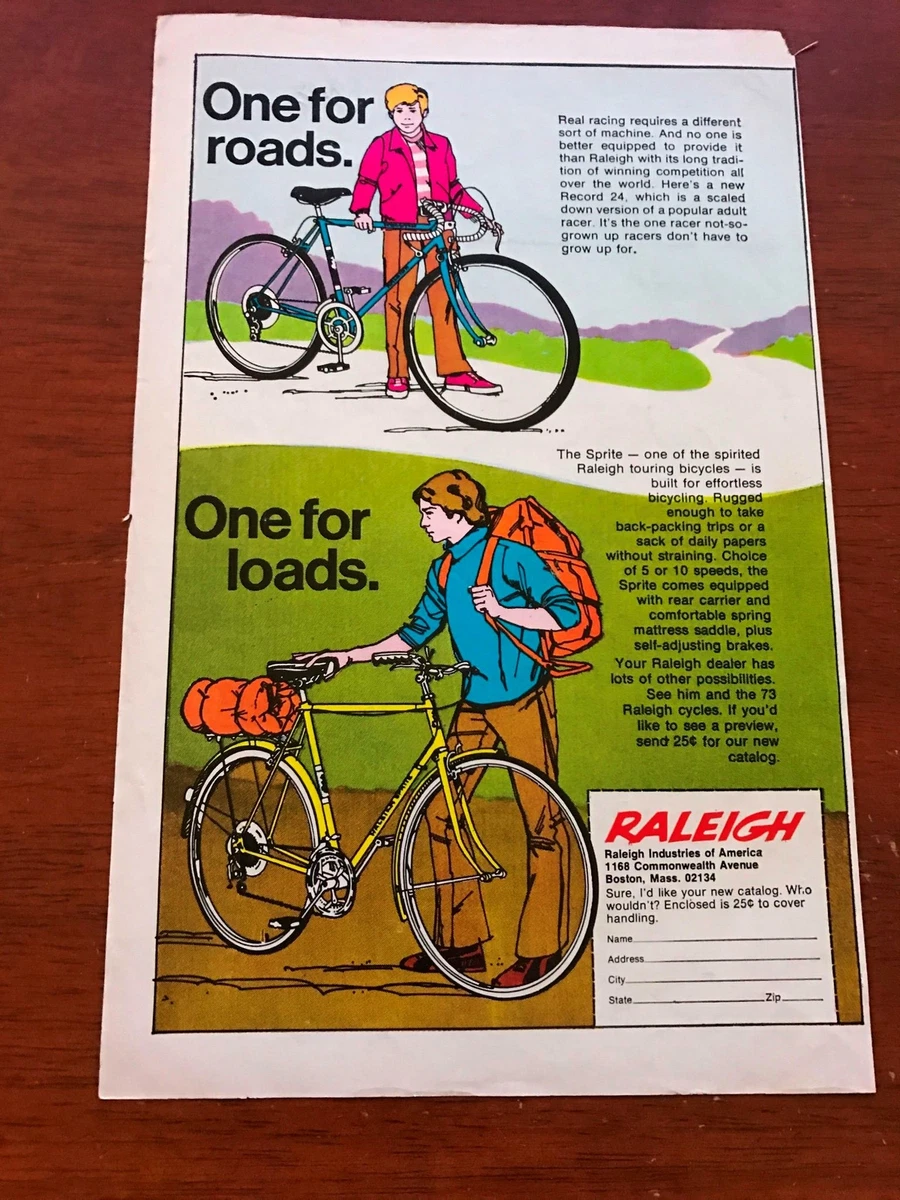 One for
roads.
Real racing requires a different
sort of machine. And no one is
better equipped to provide it
than Raleigh with its long tradi-
tion of winning competition all
over the world. Here's a new
Record 24, which is a scaled
down version of a popular adult
racer. It's the one racer not-so-
grown up racers don't have to
grow up for.
The Sprite — one of the spirited
Raleigh touring bicycles — is
built for effortless
bicycling. Rugged
enough to take
back-packing trips or a
sack of daily papers
without straining. Choice
of 5 or 10 speeds, the
Sprite comes equipped
with rear carrier and
comfortable spring
mattress saddle, plus
self-adjusting brakes.
Your Raleigh dealer has
lots of other possibilities.
See him and the 73
Raleigh cycles. If you'd
like to see a preview,
send 25¢ for our new
catalog.
One for
loads.
RALEIGH
Raleigh Industries of America
1168 Commonwealth Avenue
Boston, Mass. 02134
Sure, I'd like your new catalog. Who
wouldn't? Enclosed is 25¢ to cover
handling.
Name
Address
City
State Zip